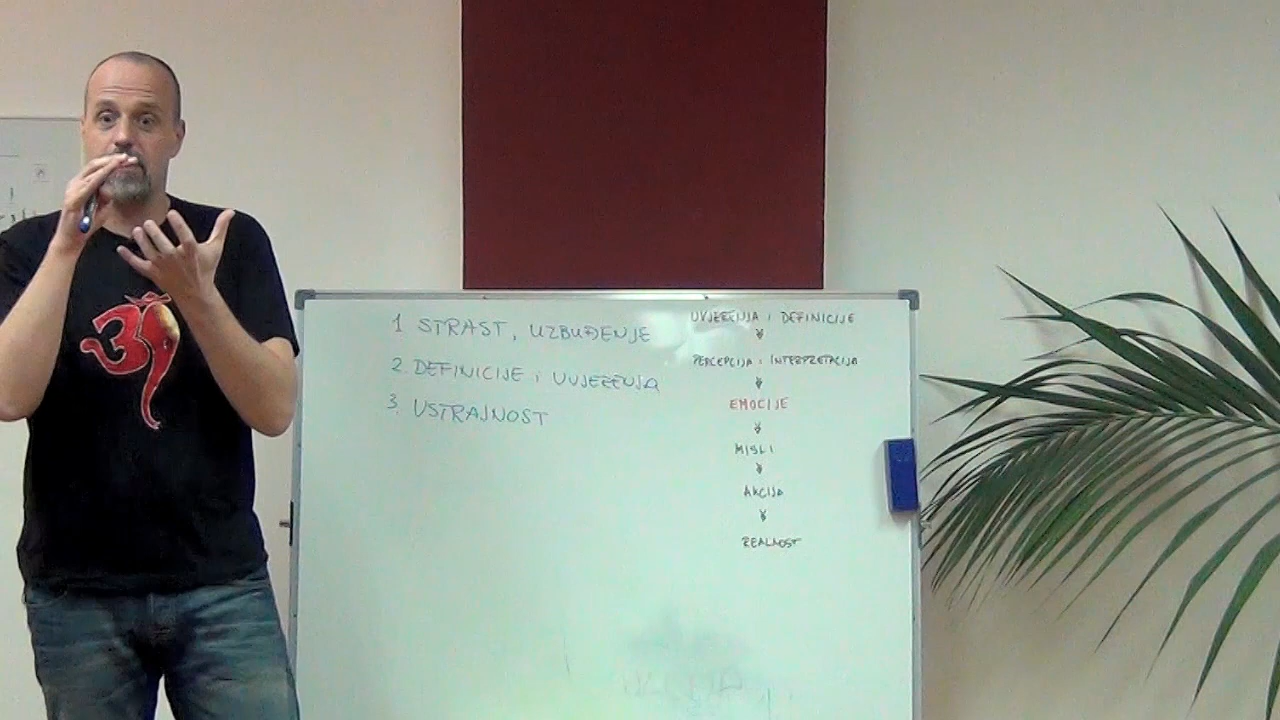 1 STRAST, UZBUĐENJE
2. DEFINICIJE i UVJERENJA
3. USTRAJNOST
UVJERENJA i DEFINICIJE
PERCEPCIJA i INTERPRETACIJA
EMOCIJE
MISLI
AKCIJA
REALNOST